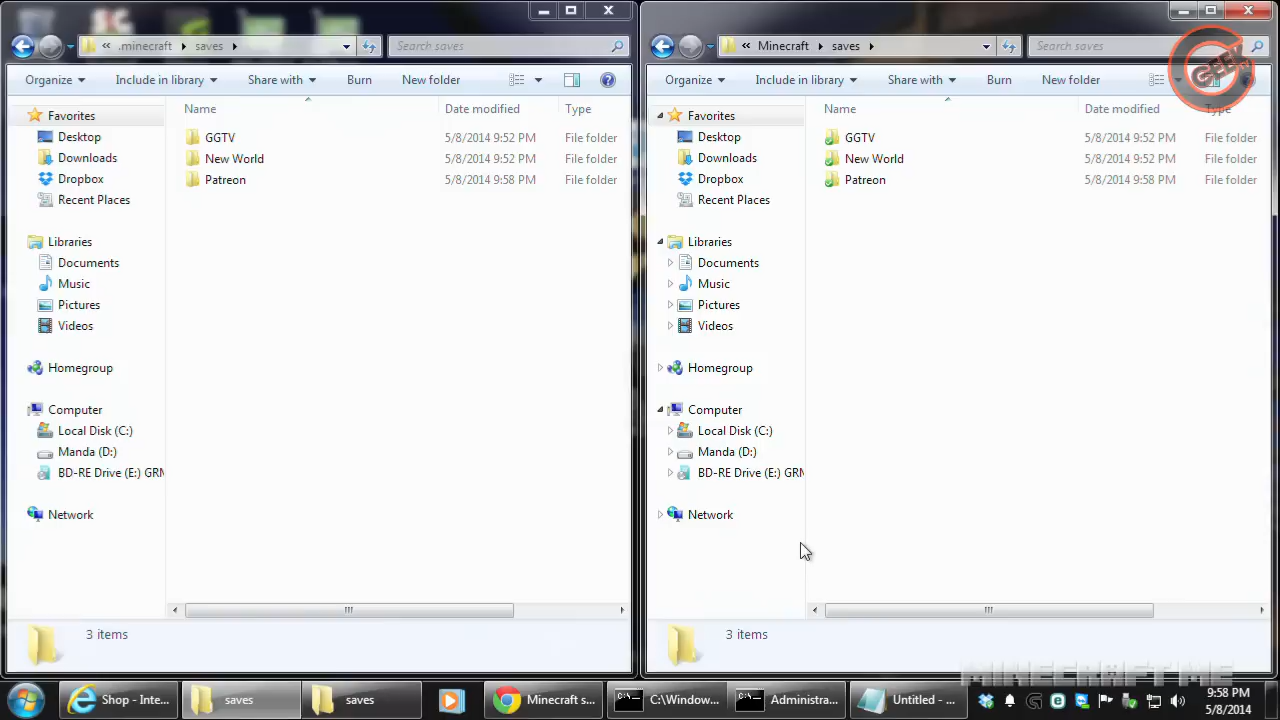 « .minecraft ▸ saves ▸
Search saves
Organize
Include in library
Share with
Burn
New folder
Favorites
Desktop
Downloads
Dropbox
Recent Places
Libraries
Documents
Music
Pictures
Videos
Homegroup
Computer
Local Disk (C:)
Manda (D:)
BD-RE Drive (E:) GRM
Network
Name Date modified Type
GGTV 5/8/2014 9:52 PM File folder
New World 5/8/2014 9:52 PM File folder
Patreon 5/8/2014 9:58 PM File folder
3 items
« Minecraft ▸ saves ▸
Search saves
Organize
Include in library
Share with
Burn
New folder
Favorites
Desktop
Downloads
Dropbox
Recent Places
Libraries
Documents
Music
Pictures
Videos
Homegroup
Computer
Local Disk (C:)
Manda (D:)
BD-RE Drive (E:) GRM
Network
Name Date modified Type
GGTV 5/8/2014 9:52 PM File folder
New World 5/8/2014 9:52 PM File folder
Patreon 5/8/2014 9:58 PM File folder
3 items
GEEK
MINECRAFT ME
Shop - Inte...
saves
saves
Minecraft s...
C:\Window...
Administra...
Untitled - ...
9:58 PM
5/8/2014